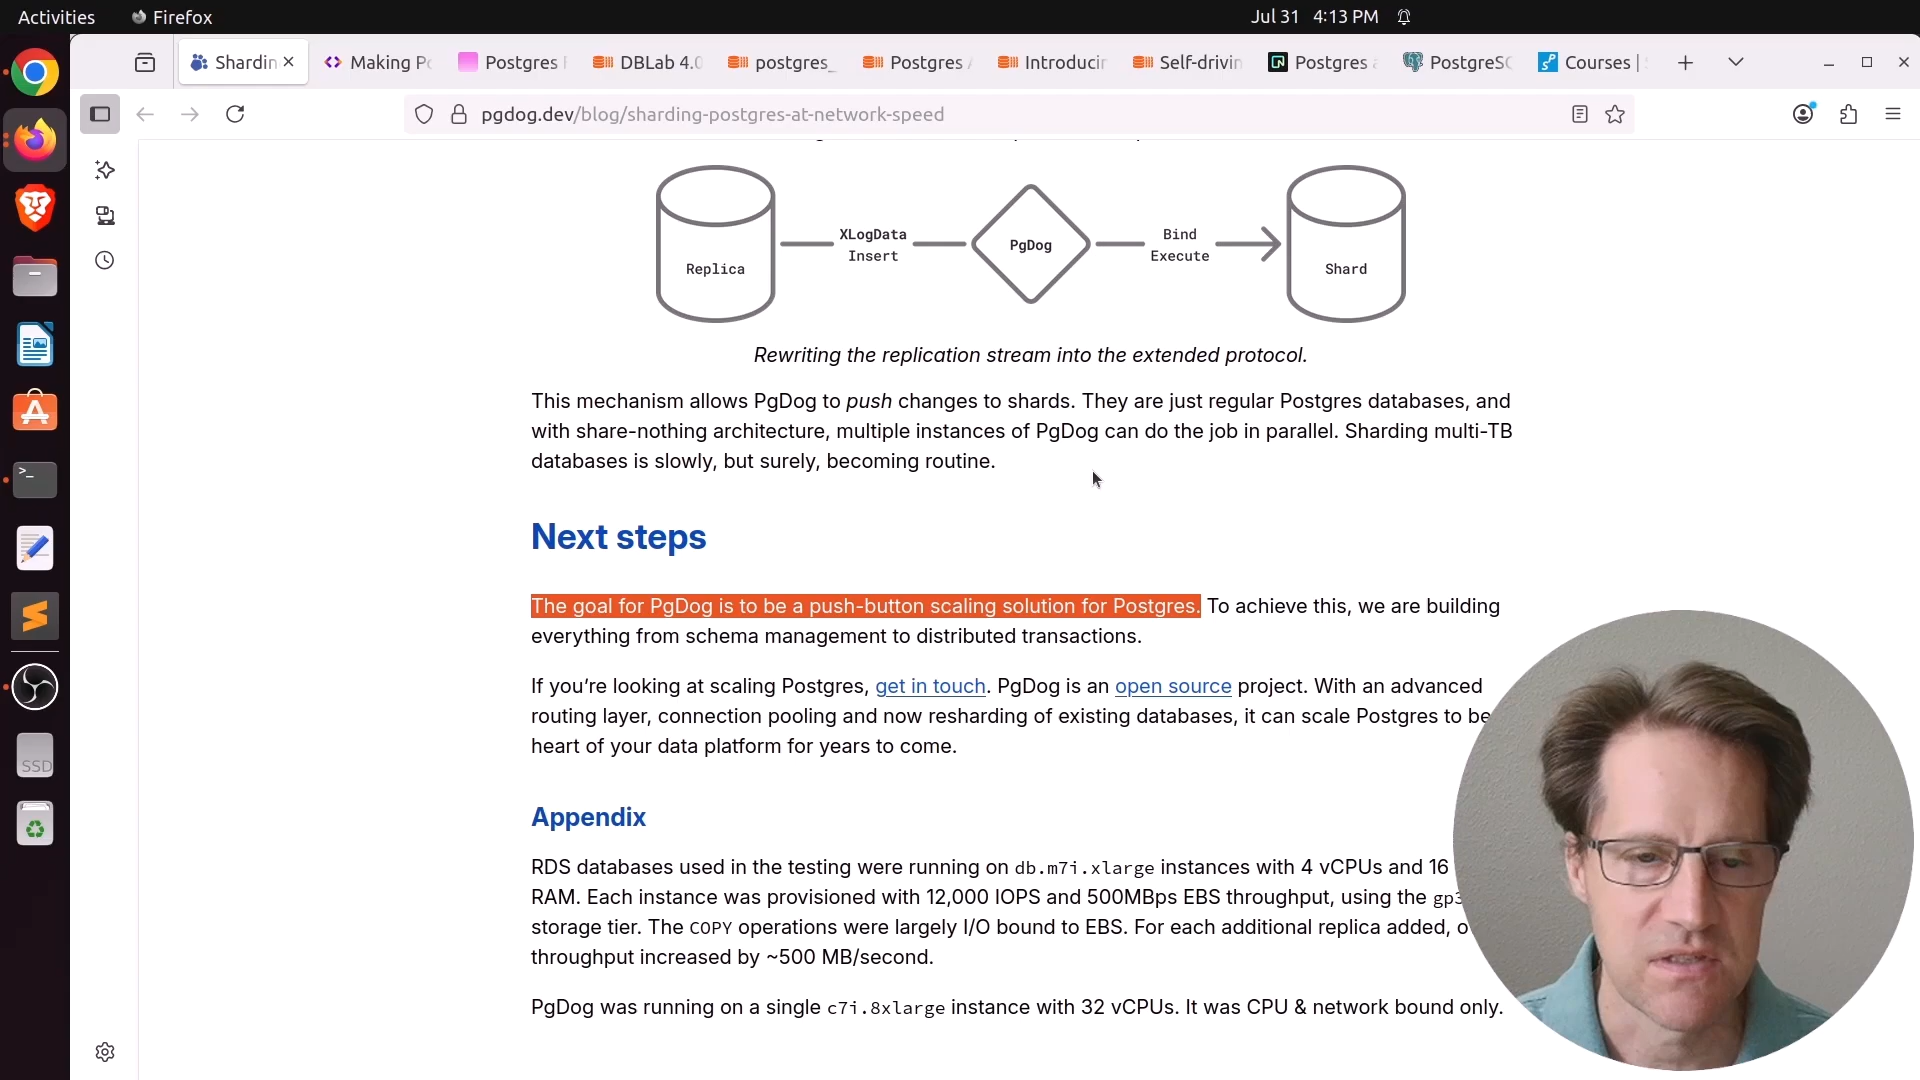 Activities
Firefox
Jul 31 4:13 PM
Shardin
Making Po
Postgres
DBLab 4.0
postgres_
Postgres
Introducin
Self-drivin
Postgres a
PostgreSQ
Courses |
pgdog.dev/blog/sharding-postgres-at-network-speed
Replica
XLogData
Insert
PgDog
Bind
Execute
Shard
Rewriting the replication stream into the extended protocol.
This mechanism allows PgDog to push changes to shards. They are just regular Postgres databases, and
with share-nothing architecture, multiple instances of PgDog can do the job in parallel. Sharding multi-TB
databases is slowly, but surely, becoming routine.
Next steps
The goal for PgDog is to be a push-button scaling solution for Postgres. To achieve this, we are building
everything from schema management to distributed transactions.
If you’re looking at scaling Postgres, get in touch. PgDog is an open source project. With an advanced
routing layer, connection pooling and now resharding of existing databases, it can scale Postgres to be
heart of your data platform for years to come.
Appendix
RDS databases used in the testing were running on db.m7i.xlarge instances with 4 vCPUs and 16
RAM. Each instance was provisioned with 12,000 IOPS and 500MBps EBS throughput, using the gp3
storage tier. The COPY operations were largely I/O bound to EBS. For each additional replica added, o
throughput increased by ~500 MB/second.
PgDog was running on a single c7i.8xlarge instance with 32 vCPUs. It was CPU & network bound only.
SSD